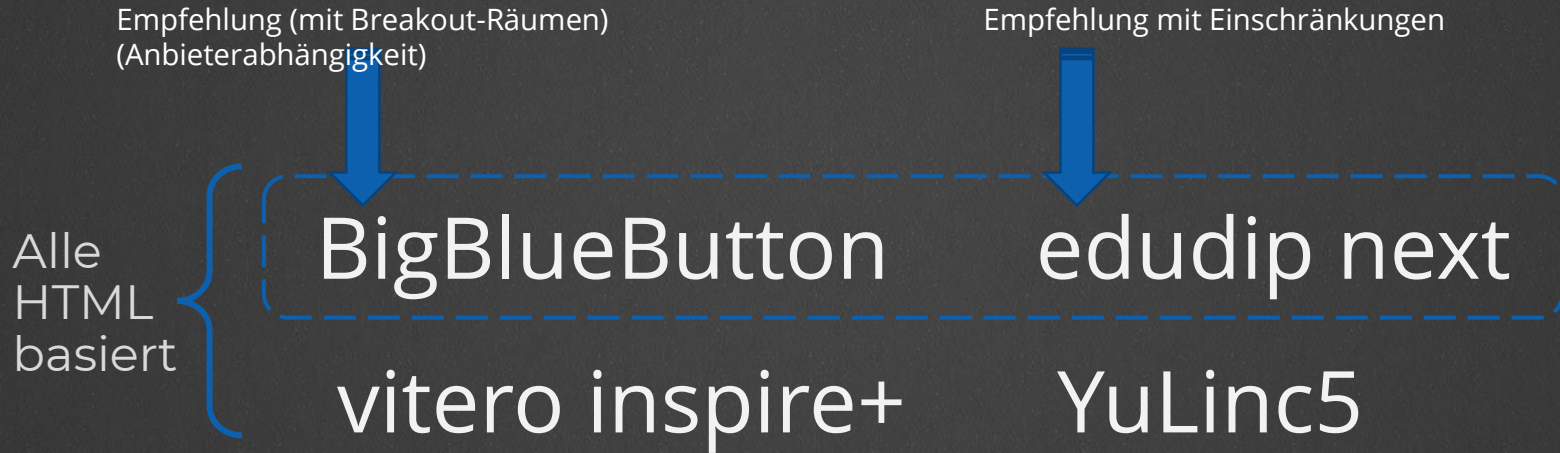 Empfehlung (mit Breakout-Räumen)
(Anbieterabhängigkeit)
Empfehlung mit Einschränkungen
Alle
HTML
basiert
BigBlueButton
edudip next
vitero inspire+
YuLinc5